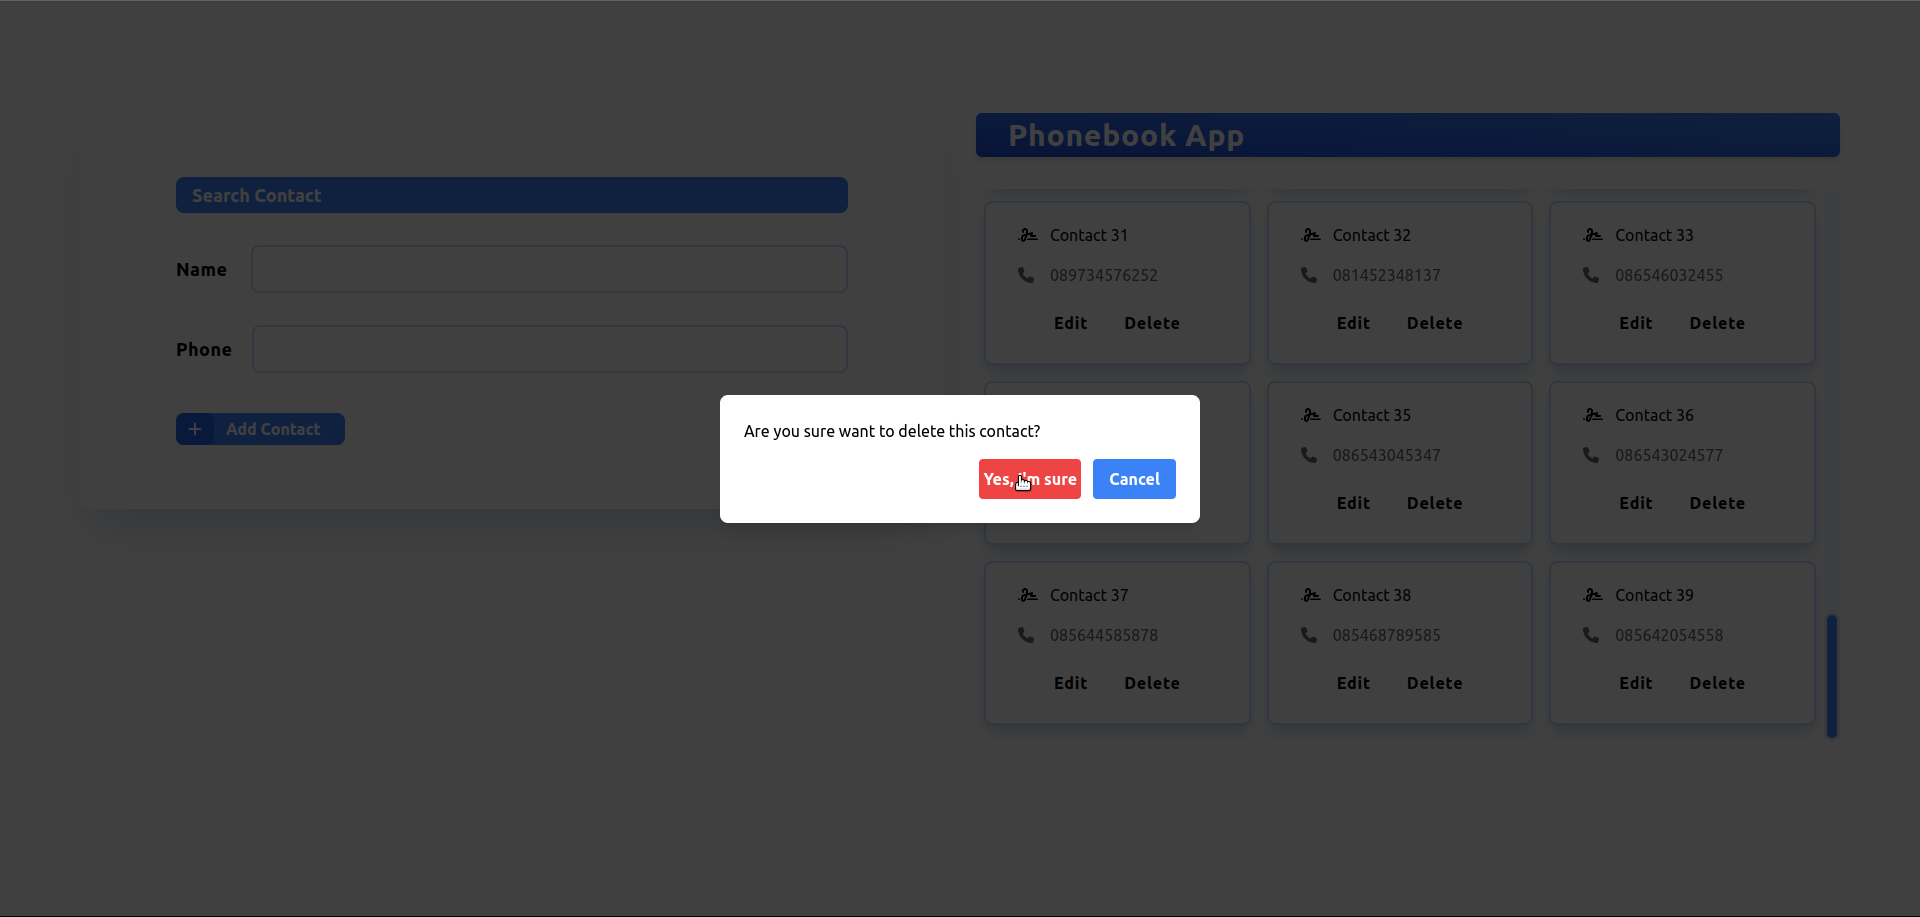 Phonebook App
Search Contact
Name
Phone
+ Add Contact
Contact 31
089734576252
Edit Delete
Contact 32
081452348137
Edit Delete
Contact 33
086546032455
Edit Delete
Contact 35
086543045347
Edit Delete
Contact 36
086543024577
Edit Delete
Contact 37
085644585878
Edit Delete
Contact 38
085468789585
Edit Delete
Contact 39
085642054558
Edit Delete
Are you sure want to delete this contact?
Yes, I'm sure
Cancel